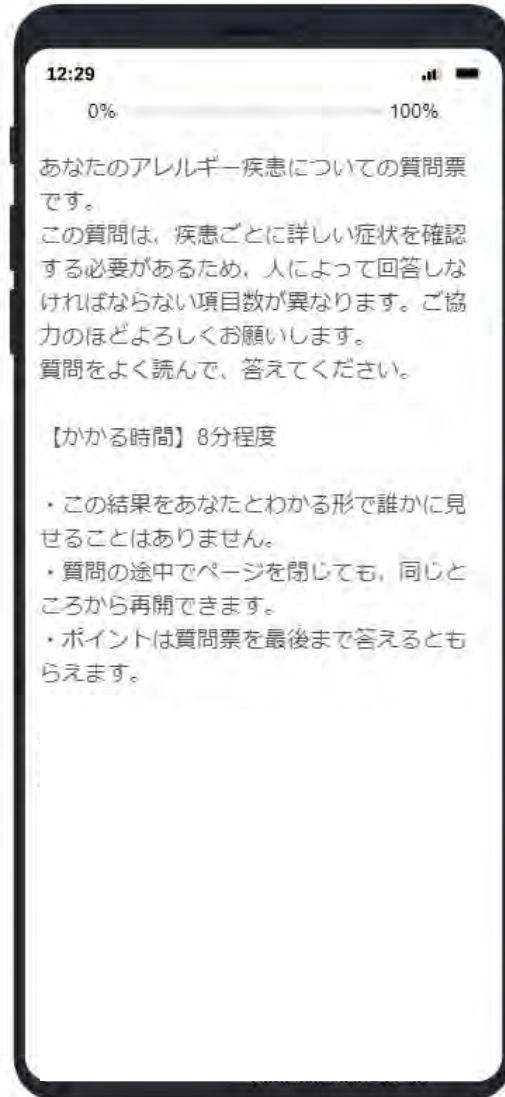 12:29
0% 100%
あなたのアレルギー疾患についての質問票
です。
この質問は、疾患ごとに詳しい症状を確認
する必要があるため、人によって回答しな
ければならない項目数が異なります。ご協
力のほどよろしくお願いします。
質問をよく読んで、答えてください。
【かかる時間】8分程度
・この結果をあなたとわかる形で誰かに見
せることはありません。
・質問の途中でページを閉じても、同じと
ころから再開できます。
・ポイントは質問票を最後まで答えるとも
らえます。